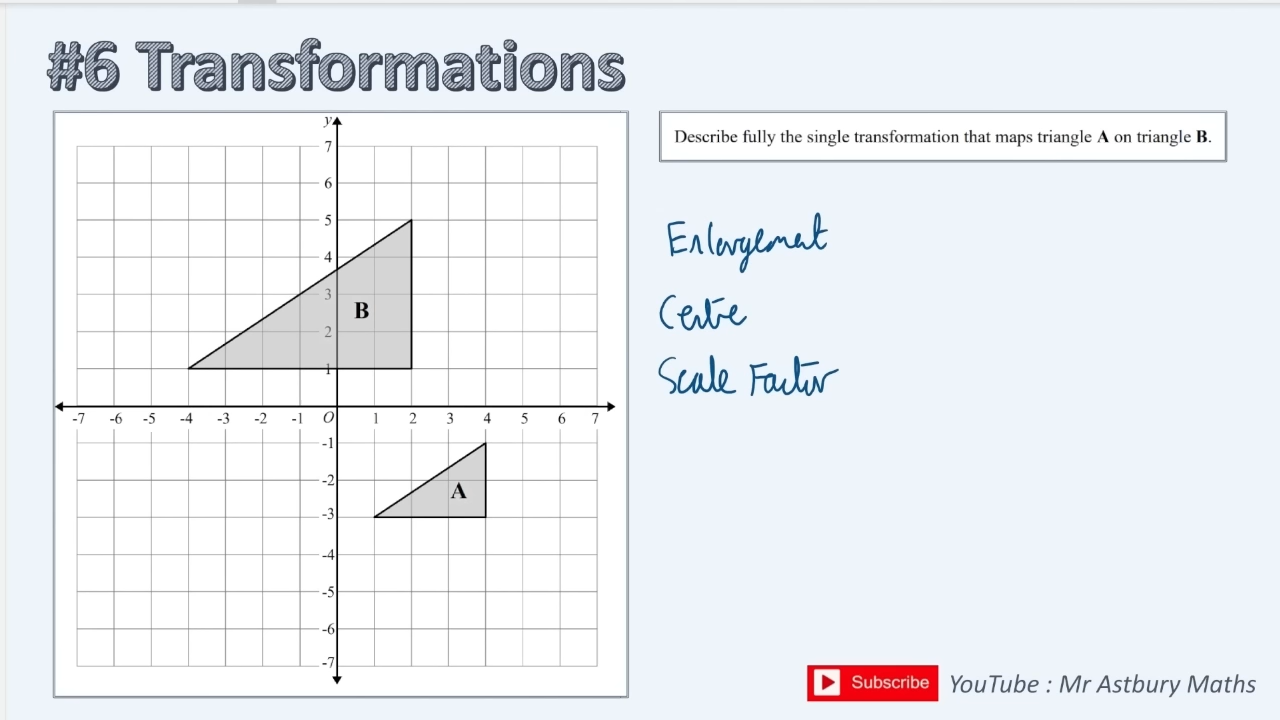 #6 Transformations
Describe fully the single transformation that maps triangle A on triangle B.
y
7
6
5
4
3
2
1
B
-7 -6 -5 -4 -3 -2 -1 O 1 2 3 4 5 6 7
-1
-2
-3
-4
-5
-6
-7
A
Enlargement
Centre
Scale Factor
Subscribe YouTube : Mr Astbury Maths